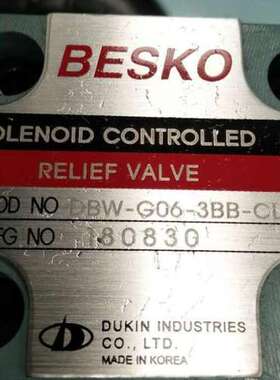 BESKO
OLENOID CONTROLLED
RELIEF VALVE
OD NO DBW-G06-3BB-C
FG NO 180830
DUKIN INDUSTRIES
CO., LTD.
MADE IN KOREA